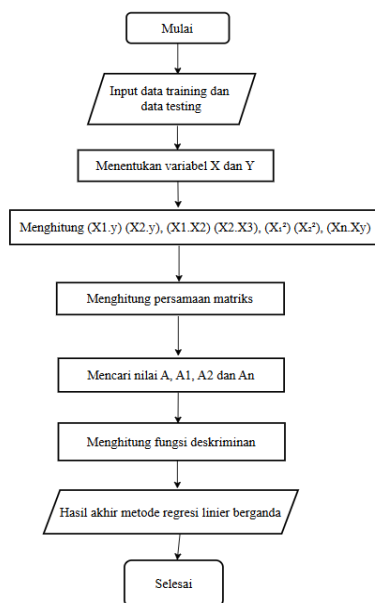 Mulai
Input data training dan
data testing
Menentukan variabel X dan Y
Menghitung (X1.y) (X2.y), (X1.X2) (X2.X3), (X₁²) (X₂²), (Xn.Xy)
Menghitung persamaan matriks
Mencari nilai A, A1, A2 dan An
Menghitung fungsi deskriminan
Hasil akhir metode regresi linier berganda
Selesai